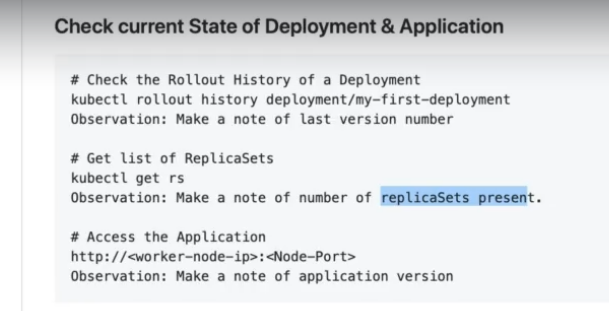 Check current State of Deployment & Application
# Check the Rollout History of a Deployment
kubectl rollout history deployment/my-first-deployment
Observation: Make a note of last version number
# Get list of ReplicaSets
kubectl get rs
Observation: Make a note of number of replicaSets present.
# Access the Application
http://<worker-node-ip>:<Node-Port>
Observation: Make a note of application version